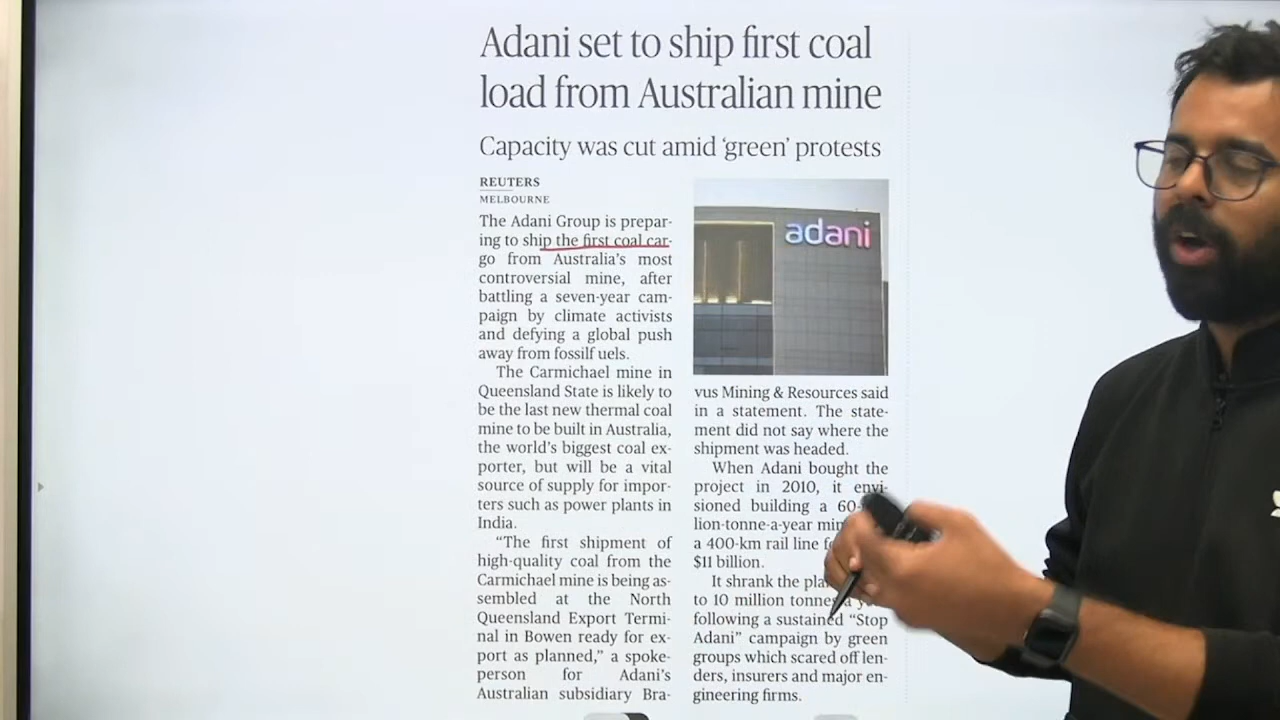 Adani set to ship first coal
load from Australian mine
Capacity was cut amid ‘green’ protests
REUTERS
MELBOURNE
The Adani Group is prepar-
ing to ship the first coal car-
go from Australia’s most
controversial mine, after
battling a seven-year cam-
paign by climate activists
and defying a global push
away from fossilf uels.
The Carmichael mine in
Queensland State is likely to
be the last new thermal coal
mine to be built in Australia,
the world’s biggest coal ex-
porter, but will be a vital
source of supply for impor-
ters such as power plants in
India.
“The first shipment of
high-quality coal from the
Carmichael mine is being as-
sembled at the North
Queensland Export Termi-
nal in Bowen ready for ex-
port as planned,” a spoke-
person for Adani’s
Australian subsidiary Bra-
adani
vus Mining & Resources said
in a statement. The state-
ment did not say where the
shipment was headed.
When Adani bought the
project in 2010, it envi-
sioned building a
lion-tonne-a-year
a 400-km rail line
$11 billion.
It shrank the
to 10 million tonnes a
following a sustained “Stop
Adani” campaign by green
groups which scared off len-
ders, insurers and major en-
gineering firms.